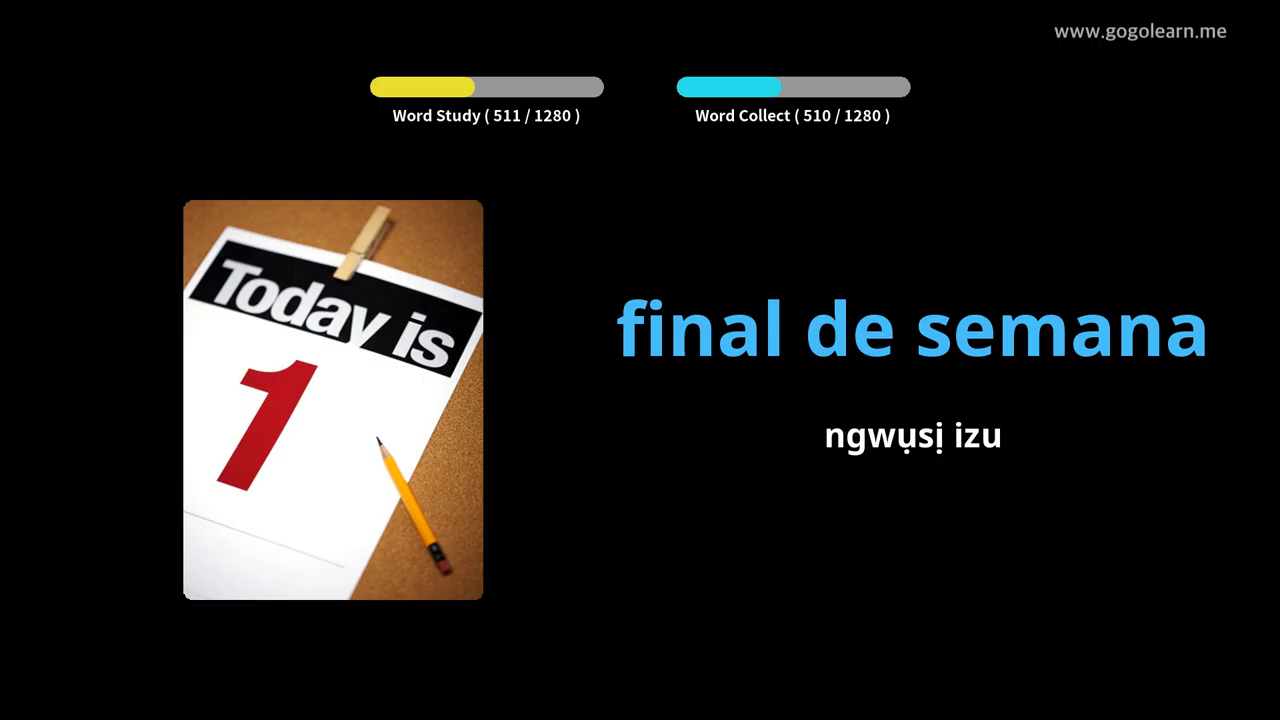 www.gogolearn.me
Word Study ( 511 / 1280 )
Word Collect ( 510 / 1280 )
Today is
1
final de semana
ngwụsị izu